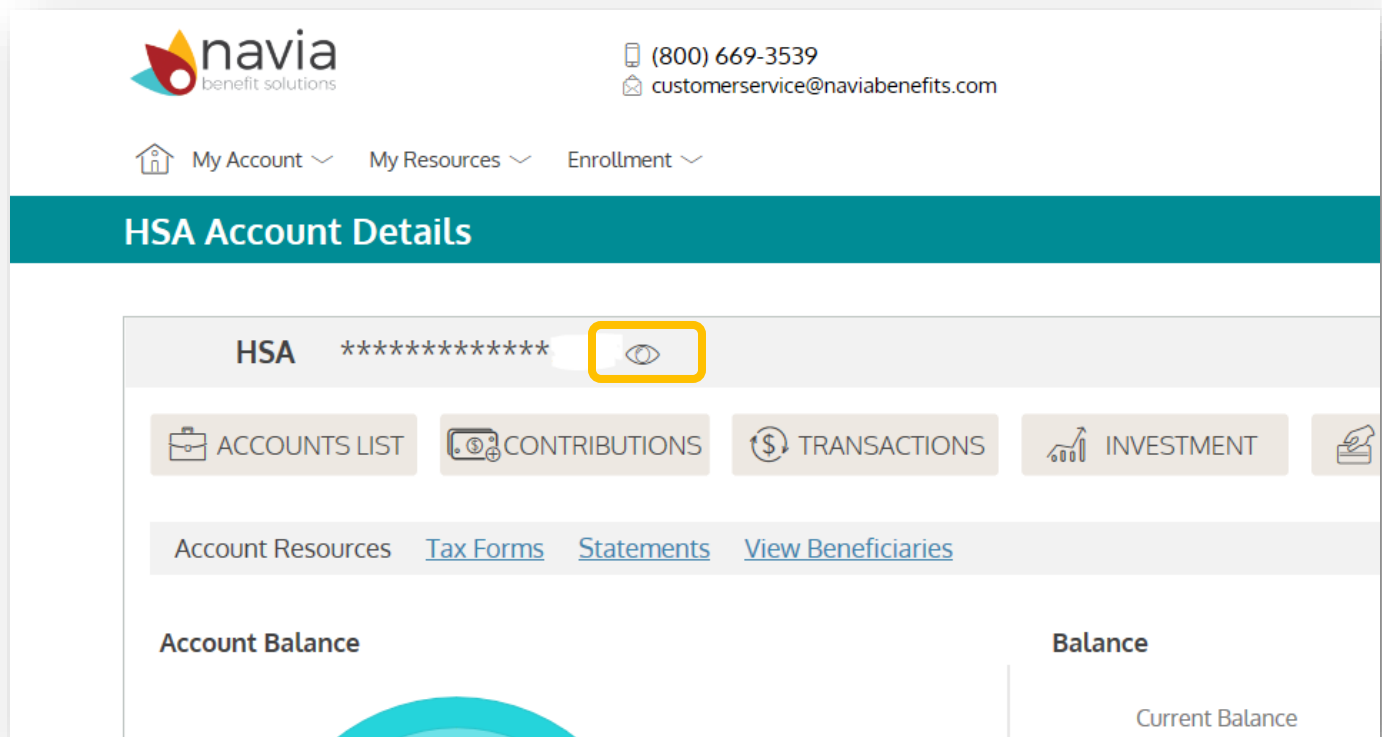 navia
benefit solutions
(800) 669-3539
customerservice@naviabenefits.com
My Account My Resources Enrollment
HSA Account Details
HSA *************
ACCOUNTS LIST CONTRIBUTIONS TRANSACTIONS INVESTMENT
Account Resources Tax Forms Statements View Beneficiaries
Account Balance Balance
Current Balance